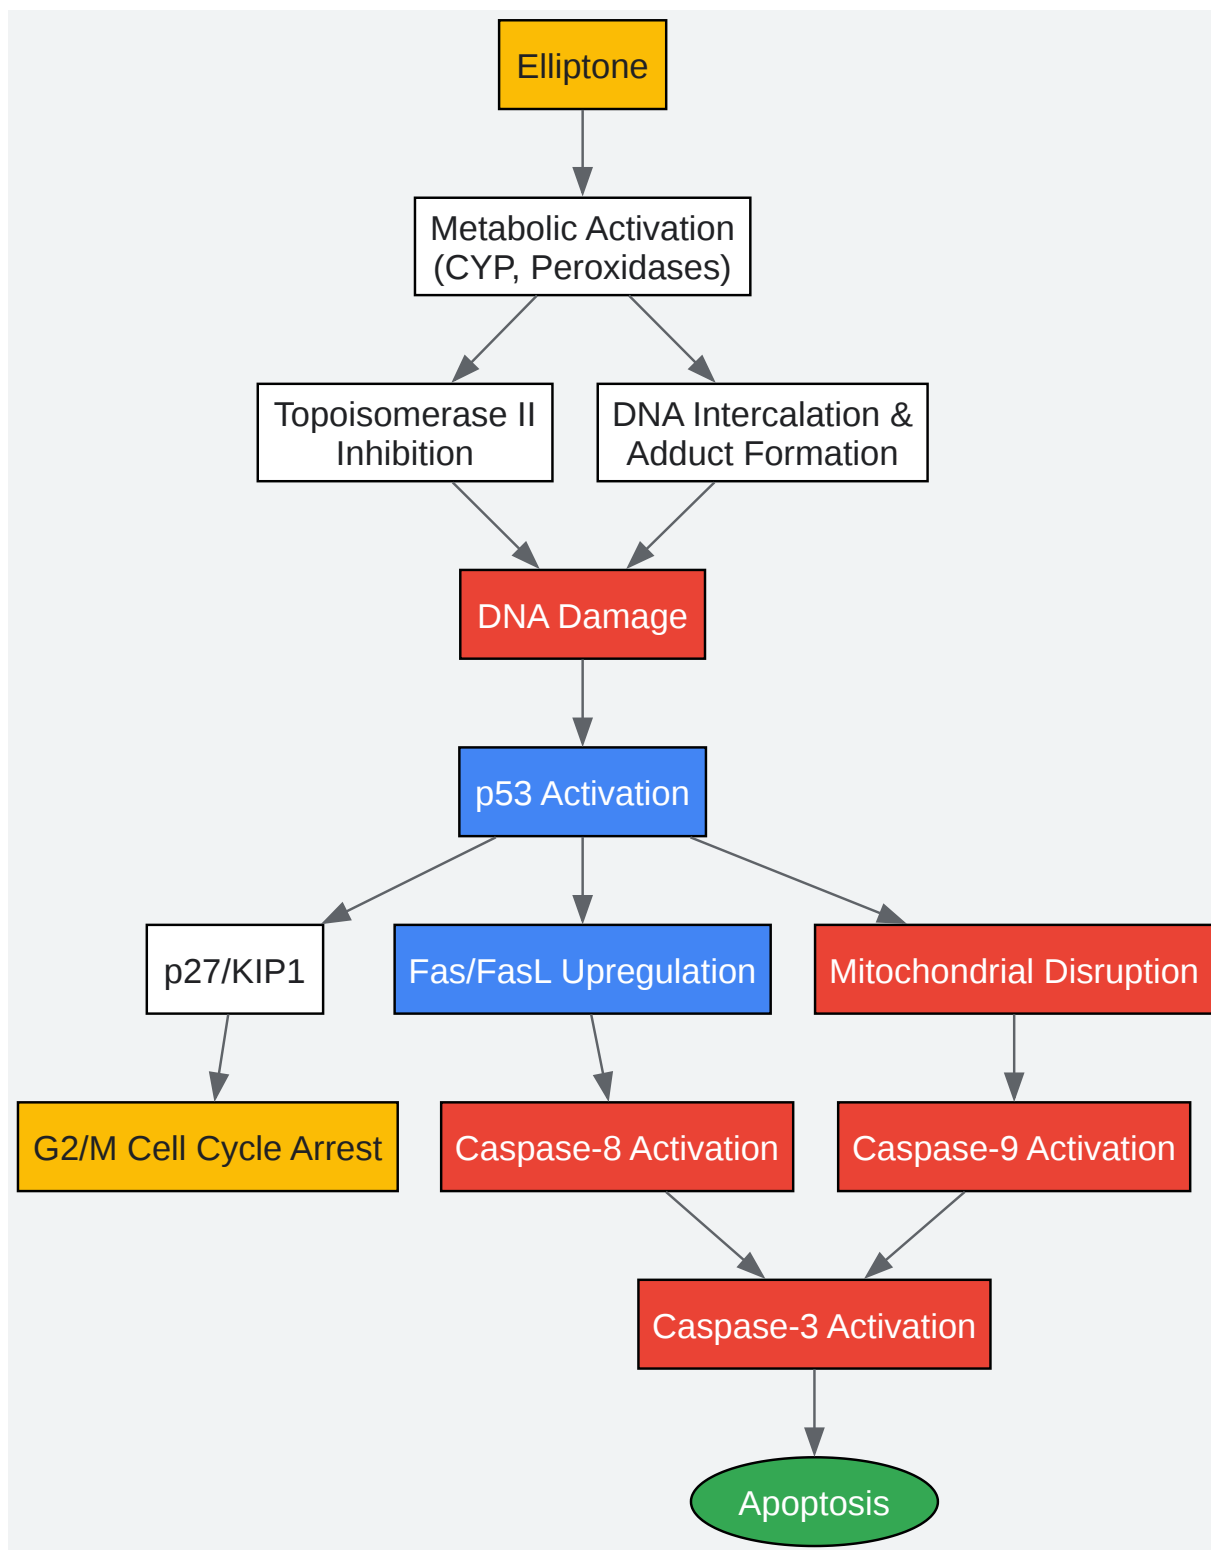 Elliptone
Metabolic Activation
(CYP, Peroxidases)
Topoisomerase II
Inhibition
DNA Intercalation &
Adduct Formation
DNA Damage
p53 Activation
p27/KIP1
Fas/FasL Upregulation
Mitochondrial Disruption
G2/M Cell Cycle Arrest
Caspase-8 Activation
Caspase-9 Activation
Caspase-3 Activation
Apoptosis